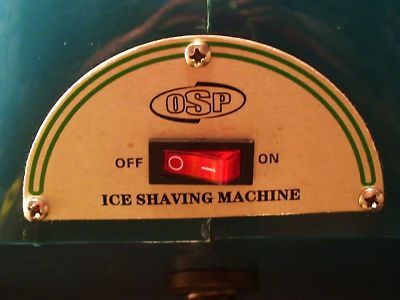 OSP
OFF ON
ICE SHAVING MACHINE